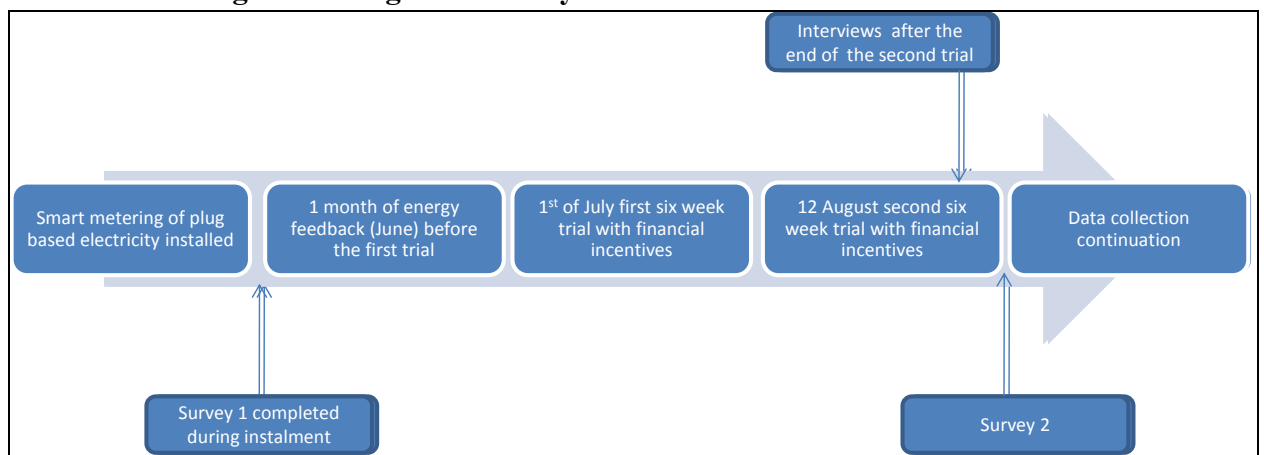 Interviews after the
end of the second trial
Smart metering of plug
based electricity installed
1 month of energy
feedback (June) before
the first trial
1st of July first six week
trial with financial
incentives
12 August second six
week trial with financial
incentives
Data collection
continuation
Survey 1 completed
during instalment
Survey 2